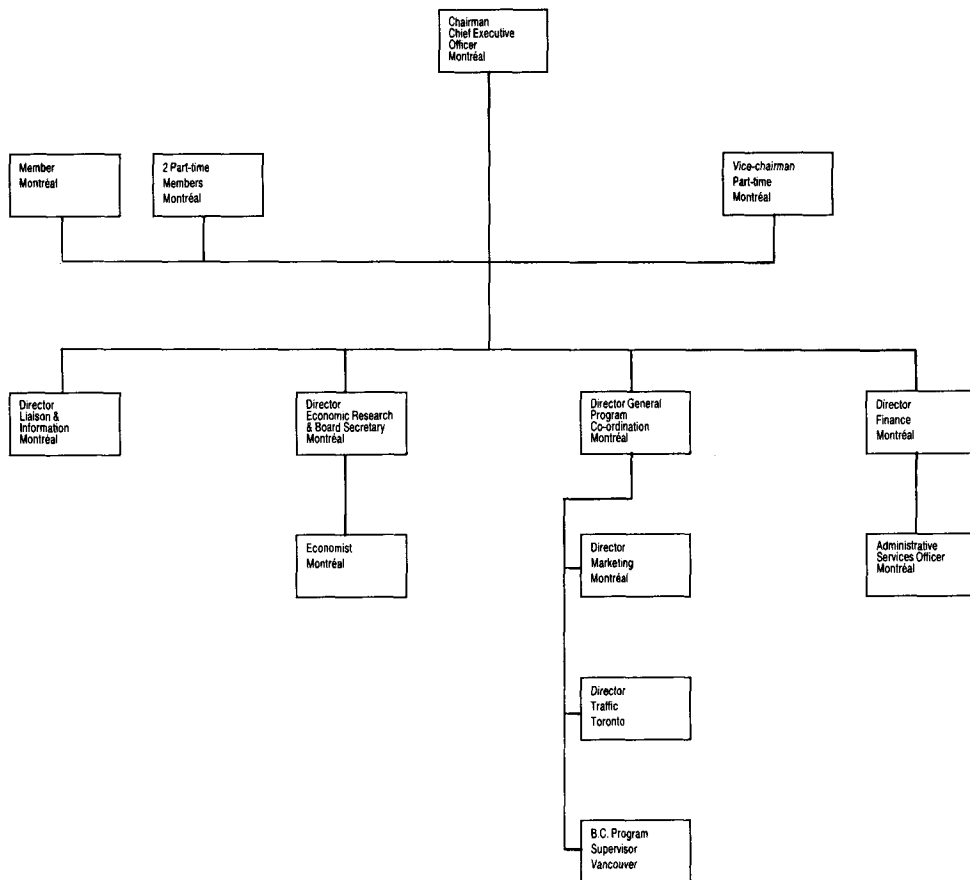 Chairman
Chief Executive
Officer
Montréal
Member
Montréal
2 Part-time
Members
Montréal
Vice-chairman
Part-time
Montréal
Director
Liaison &
Information
Montréal
Director
Economic Research
& Board Secretary
Montréal
Director General
Program
Co-ordination
Montréal
Director
Finance
Montréal
Economist
Montréal
Director
Marketing
Montréal
Administrative
Services Officer
Montréal
Director
Traffic
Toronto
B.C. Program
Supervisor
Vancouver